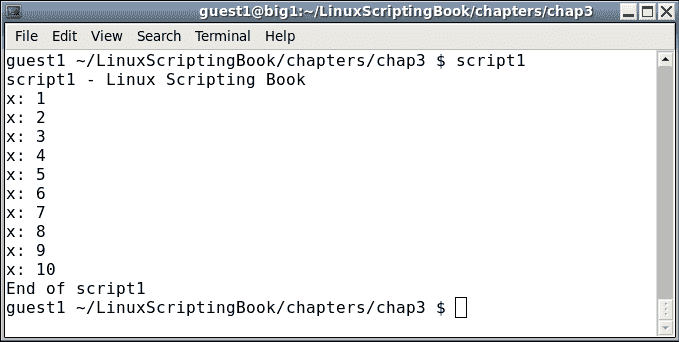 guest1@big1:~/LinuxScriptingBook/chapters/chap3
File Edit View Search Terminal Help
guest1 ~/LinuxScriptingBook/chapters/chap3 $ script1
script1 - Linux Scripting Book
x: 1
x: 2
x: 3
x: 4
x: 5
x: 6
x: 7
x: 8
x: 9
x: 10
End of script1
guest1 ~/LinuxScriptingBook/chapters/chap3 $